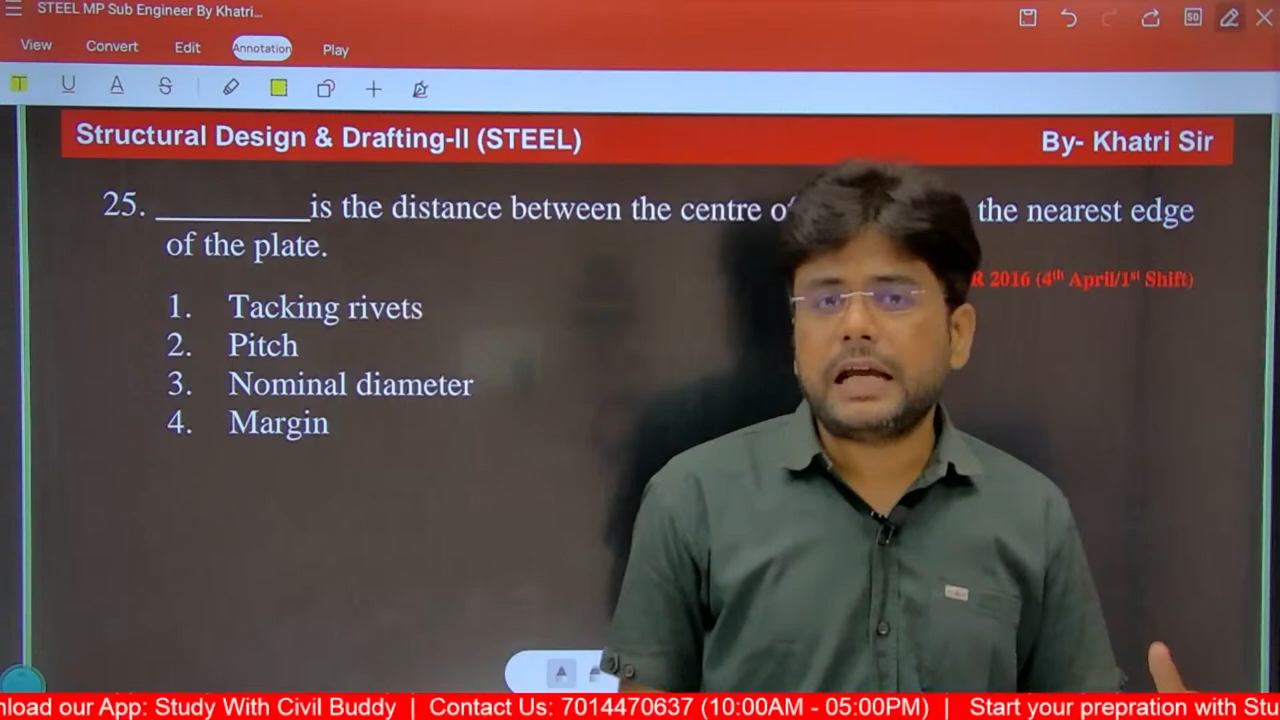 STEEL MP Sub Engineer By Khatri...
50
View Convert Edit Annotation Play
T U A S
Structural Design & Drafting-II (STEEL) By- Khatri Sir
25. __________is the distance between the centre of the nearest edge
of the plate.
R 2016 (4th April/1st Shift)
1. Tacking rivets
2. Pitch
3. Nominal diameter
4. Margin
nload our App: Study With Civil Buddy | Contact Us: 7014470637 (10:00AM - 05:00PM) | Start your prepration with Stu